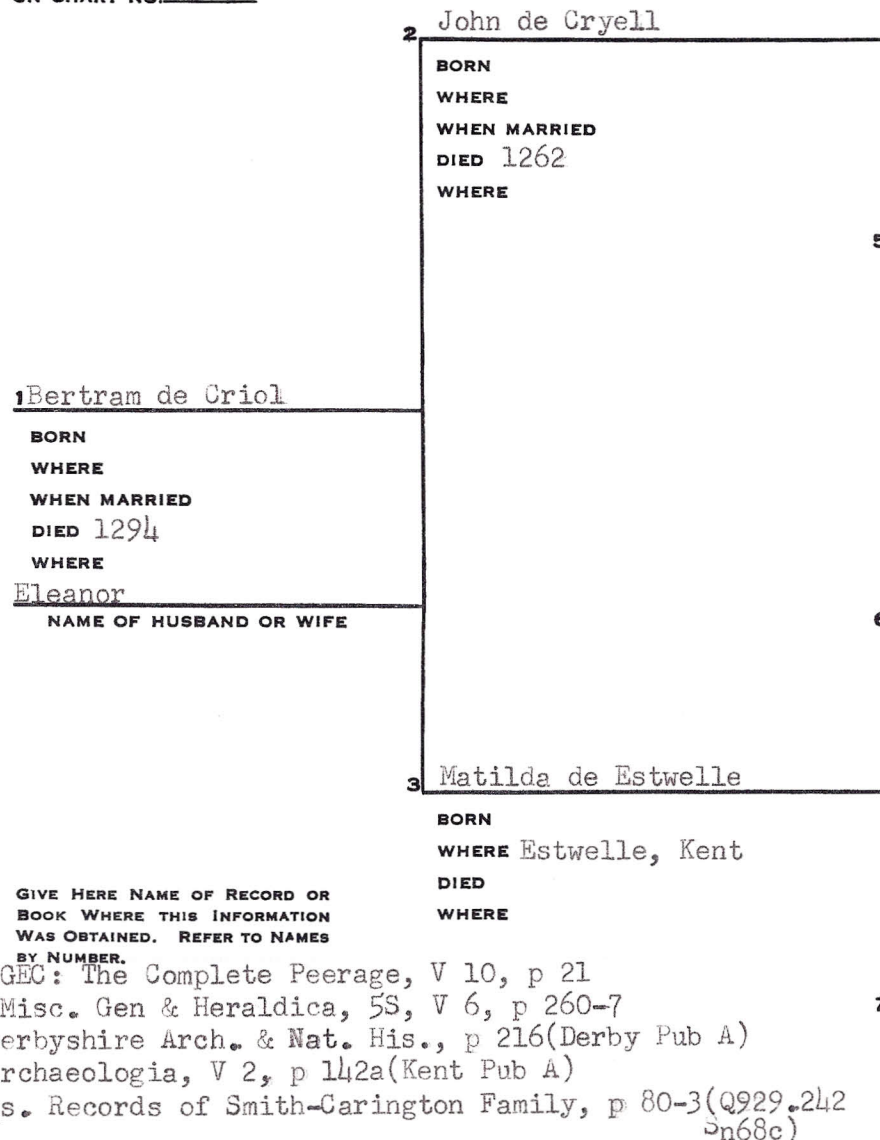 ON CHART NO.
2 John de Cryell
BORN
WHERE
WHEN MARRIED
DIED 1262
WHERE
5
1 Bertram de Criol
BORN
WHERE
WHEN MARRIED
DIED 1294
WHERE
Eleanor
NAME OF HUSBAND OR WIFE
6
3 Matilda de Estwelle
BORN
WHERE Estwelle, Kent
DIED
WHERE
GIVE HERE NAME OF RECORD OR
BOOK WHERE THIS INFORMATION
WAS OBTAINED. REFER TO NAMES
BY NUMBER.
GEC: The Complete Peerage, V 10, p 21
Misc. Gen & Heraldica, 5S, V 6, p 260-7
7
erbyshire Arch. & Nat. His., p 216(Derby Pub A)
rchaeologia, V 2, p 142a(Kent Pub A)
s. Records of Smith-Carington Family, p 80-3(Q929.242
Sn68c)